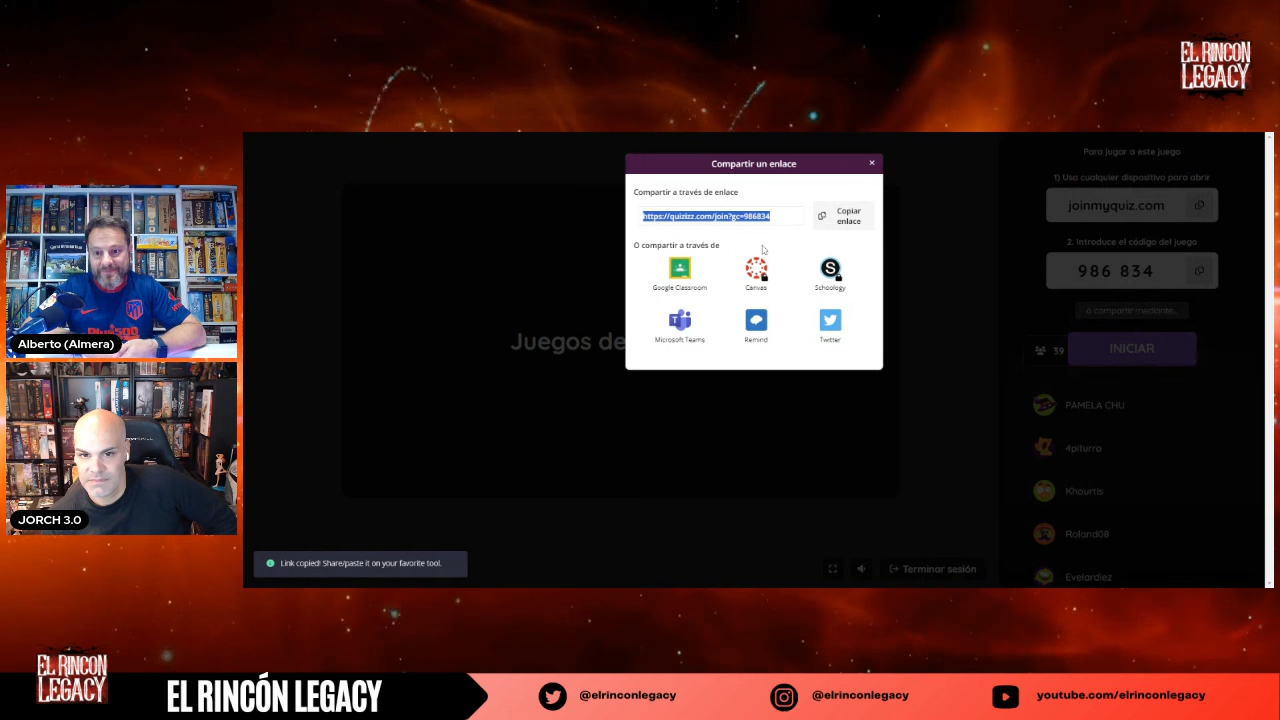 EL RINCON
LEGACY
Compartir un enlace
Compartir a través de enlace
https://quizizz.com/join?gc=986834
Copiar
enlace
O compartir a través de
Google Classroom
Canvas
Schoology
Microsoft Teams
Remind
Twitter
Para jugar a este juego
1) Usa cualquier dispositivo para abrir
joinmyquiz.com
2. Introduce el código del juego
986 834
o compartir mediante...
39
INICIAR
PAMELA CHU
4piturro
Khourtis
Roland08
Evelardiez
Juegos de
Alberto (Almera)
JORCH 3.0
Link copied! Share/paste it on your favorite tool.
Terminar sesión
EL RINCON
LEGACY
EL RINCÓN LEGACY
@elrinconlegacy
@elrinconlegacy
youtube.com/elrinconlegacy